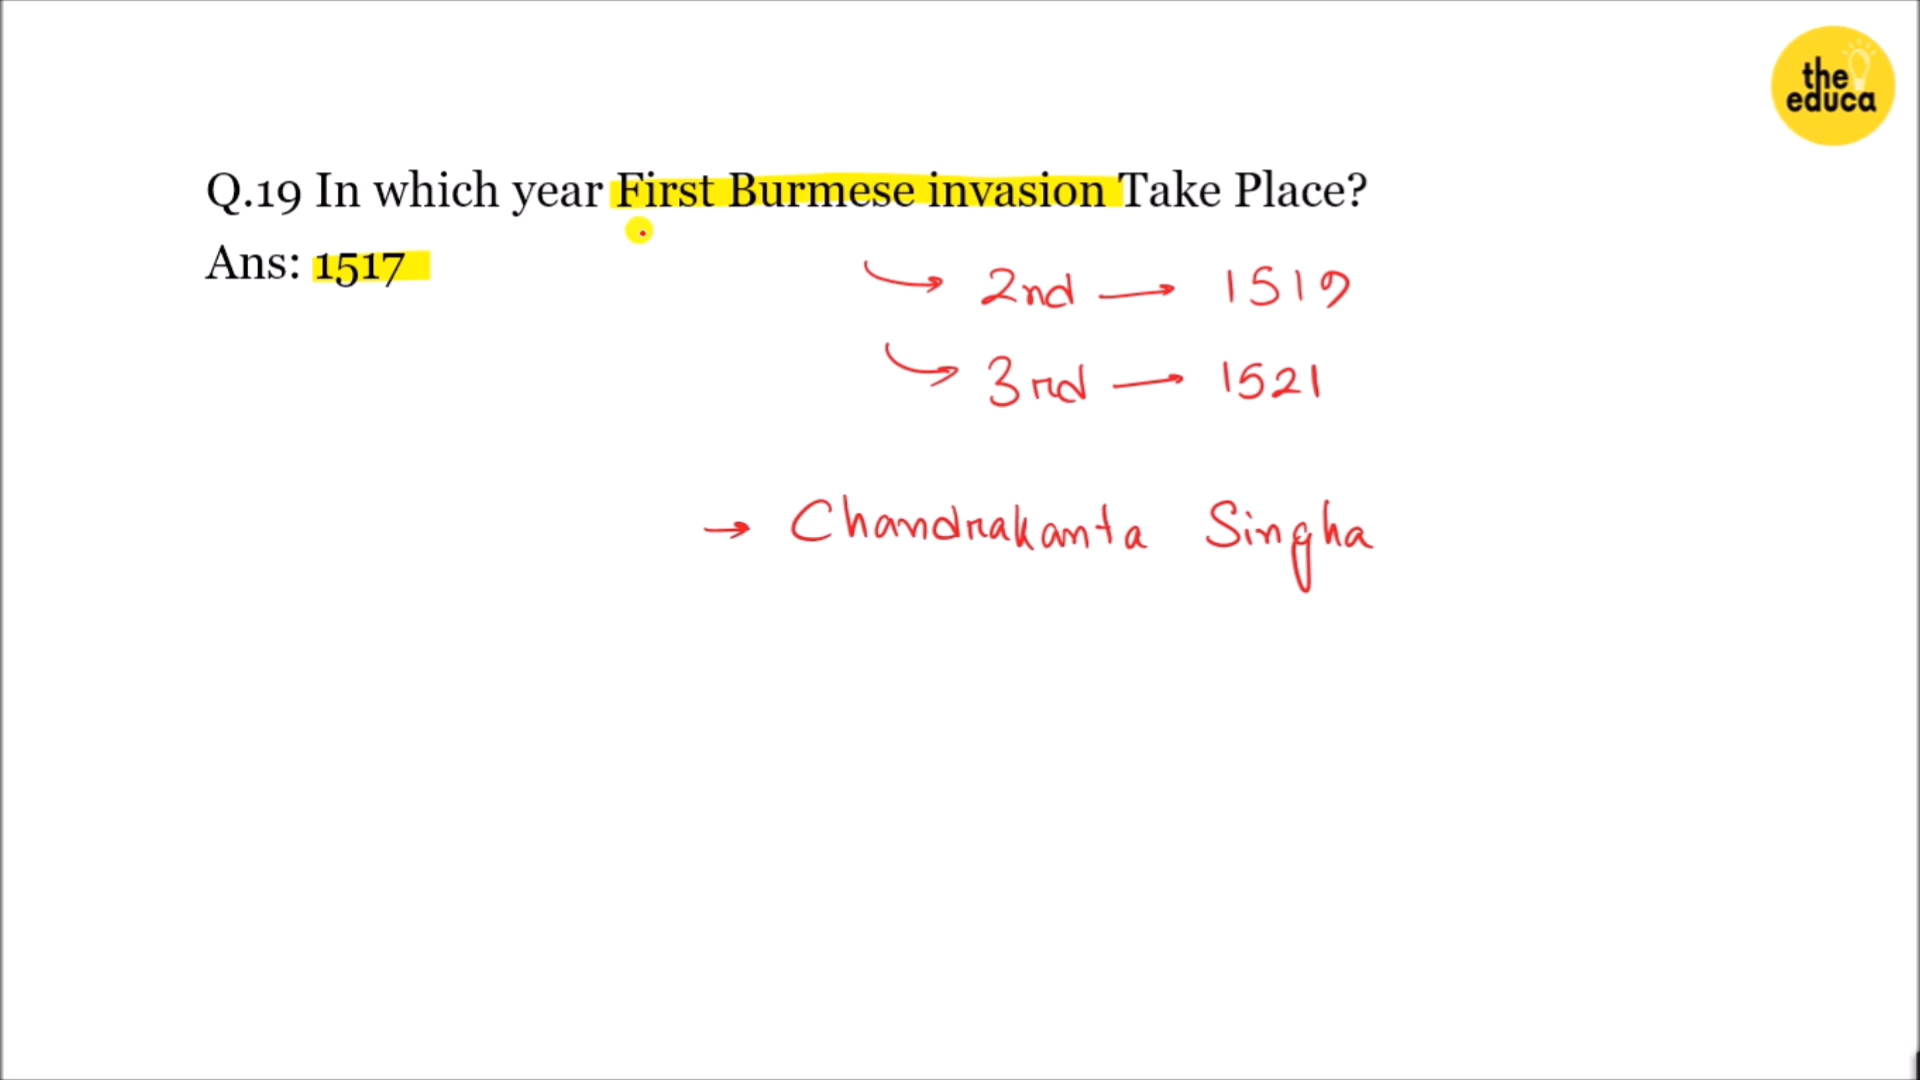 the
educa
Q.19 In which year First Burmese invasion Take Place?
Ans: 1517
2nd → 1519
3rd → 1521
→ Chandrakanta Singha